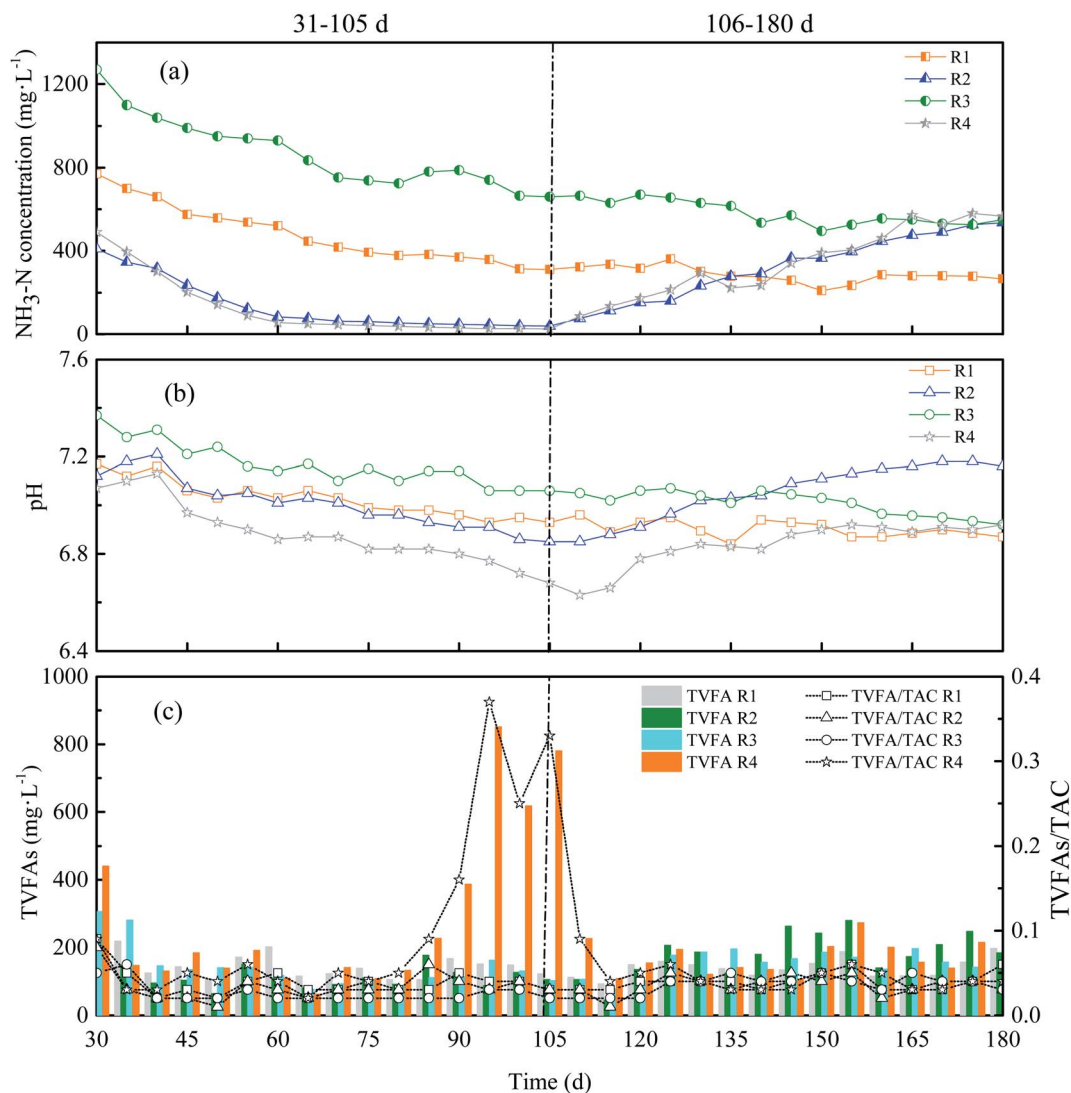 31-105 d
106-180 d
(a)
NH₃-N concentration (mg·L⁻¹)
1200
800
400
0
R1
R2
R3
R4
(b)
pH
7.6
7.2
6.8
6.4
R1
R2
R3
R4
(c)
TVFAs (mg·L⁻¹)
1000
800
600
400
200
0
TVFA R1
TVFA R2
TVFA R3
TVFA R4
TVFA/TAC R1
TVFA/TAC R2
TVFA/TAC R3
TVFA/TAC R4
0.4
0.3
0.2
0.1
0.0
TVFAs/TAC
30 45 60 75 90 105 120 135 150 165 180
Time (d)